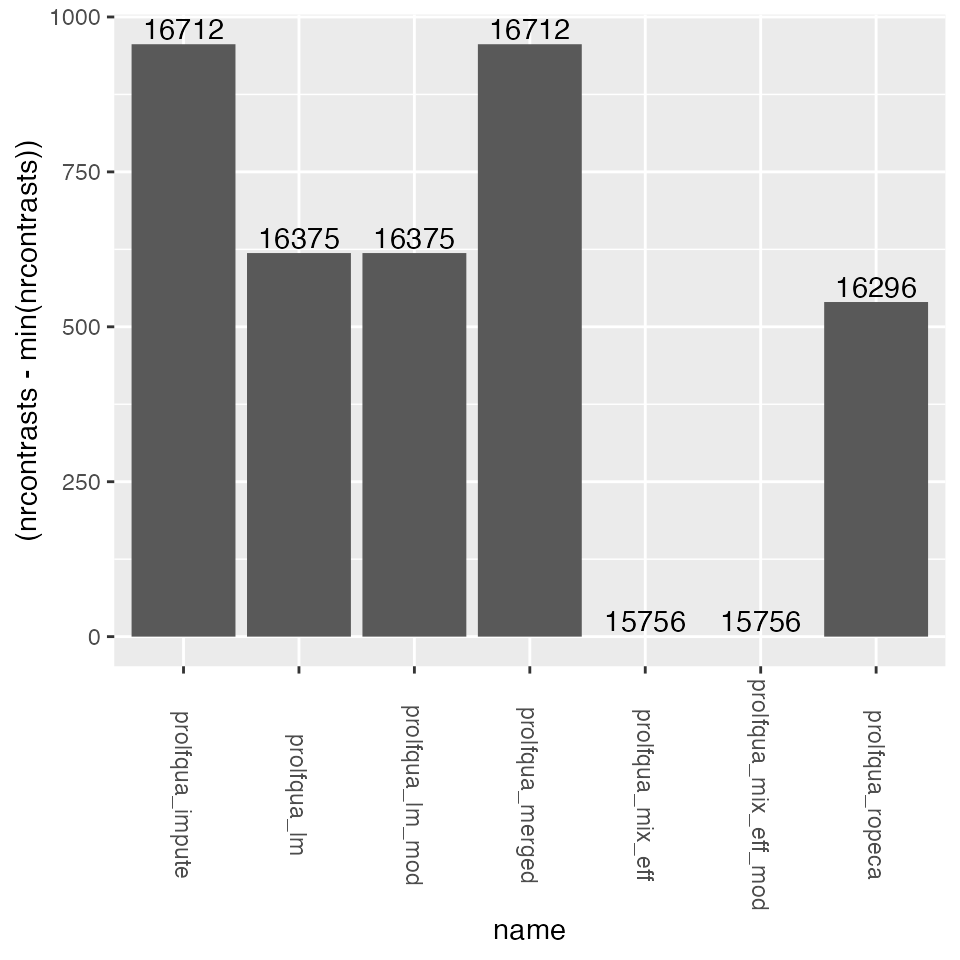 (nrcontrasts - min(nrcontrasts))
1000
750
500
250
0
16712
16375
16375
16712
15756
15756
16296
prolfqua_impute
prolfqua_lm
prolfqua_lm_mod
prolfqua_merged
prolfqua_mix_eff
prolfqua_mix_eff_mod
prolfqua_ropeca
name